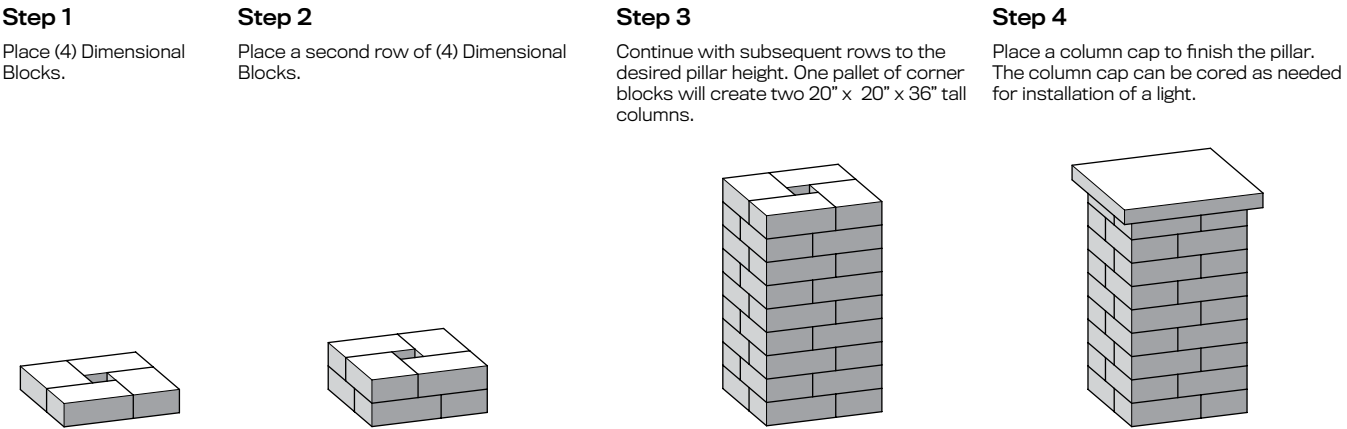 Step 1
Place (4) Dimensional
Blocks.
Step 2
Place a second row of (4) Dimensional
Blocks.
Step 3
Continue with subsequent rows to the
desired pillar height. One pallet of corner
blocks will create two 20” x  20” x 36” tall
columns.
Step 4
Place a column cap to finish the pillar.
The column cap can be cored as needed
for installation of a light.